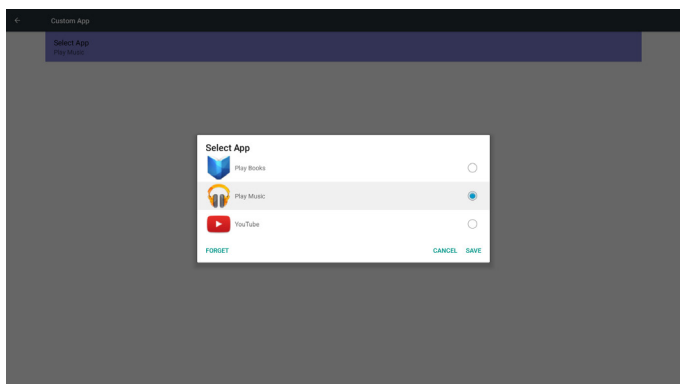 Custom App
Select App
Play Music
Select App
Play Books
Play Music
YouTube
FORGET
CANCEL SAVE